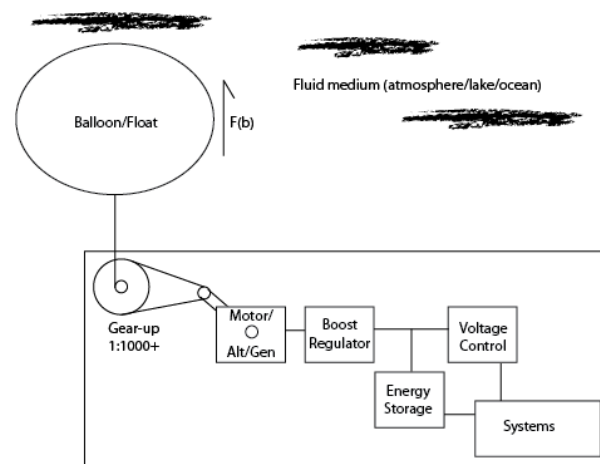 Fluid medium (atmosphere/lake/ocean)
Balloon/Float
F(b)
Gear-up
1:1000+
Motor/
Alt/Gen
Boost
Regulator
Voltage
Control
Energy
Storage
Systems